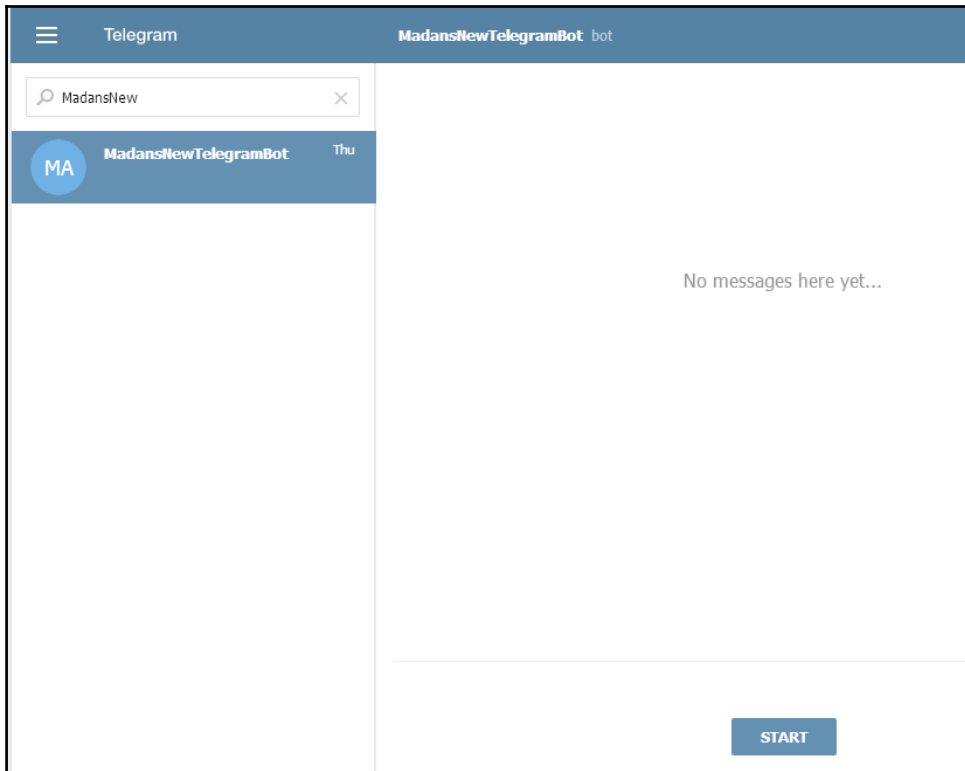 Telegram
MadansNewTelegramBot bot
MadansNew
MA
MadansNewTelegramBot
Thu
No messages here yet...
START